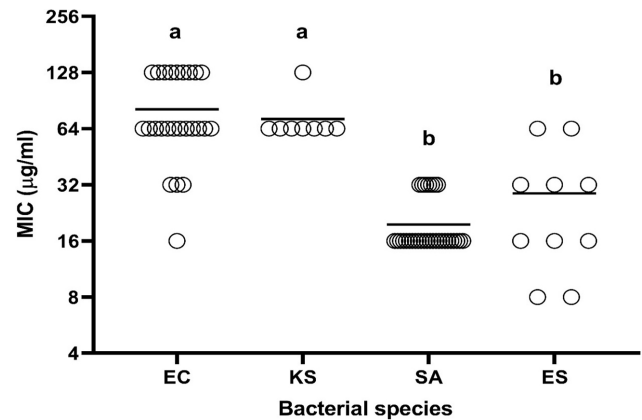 256
128
64
32
16
8
4
MIC (μg/ml)
a
a
b
b
EC KS SA ES
Bacterial species